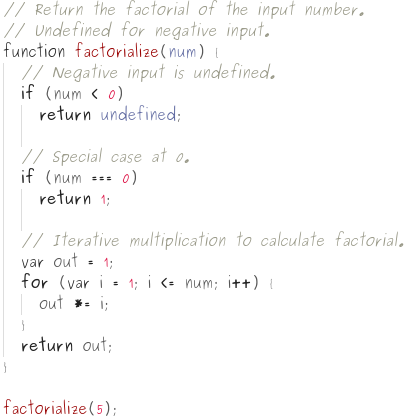 // Return the factorial of the input number.
// Undefined for negative input.
function factorialize(num) {
// Negative input is undefined.
if (num < 0)
return undefined;
// Special case at 0.
if (num === 0)
return 1;
// Iterative multiplication to calculate factorial.
var out = 1;
for (var i = 1; i <= num; i++) {
out *= i;
}
return out;
}
factorialize(5);